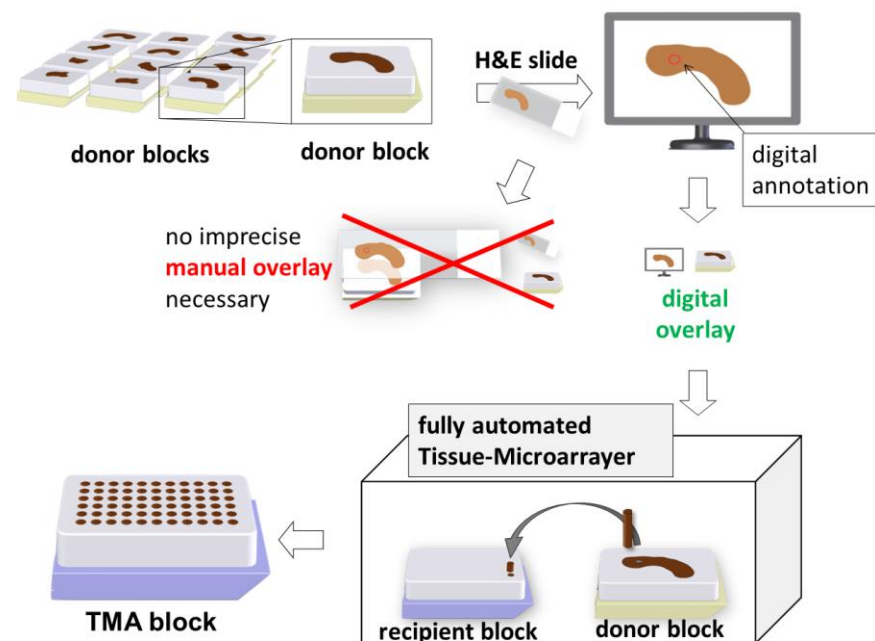 H&E slide
donor blocks
donor block
digital
annotation
no imprecise
manual overlay
necessary
digital
overlay
fully automated
Tissue-Microarrayer
TMA block
recipient block
donor block